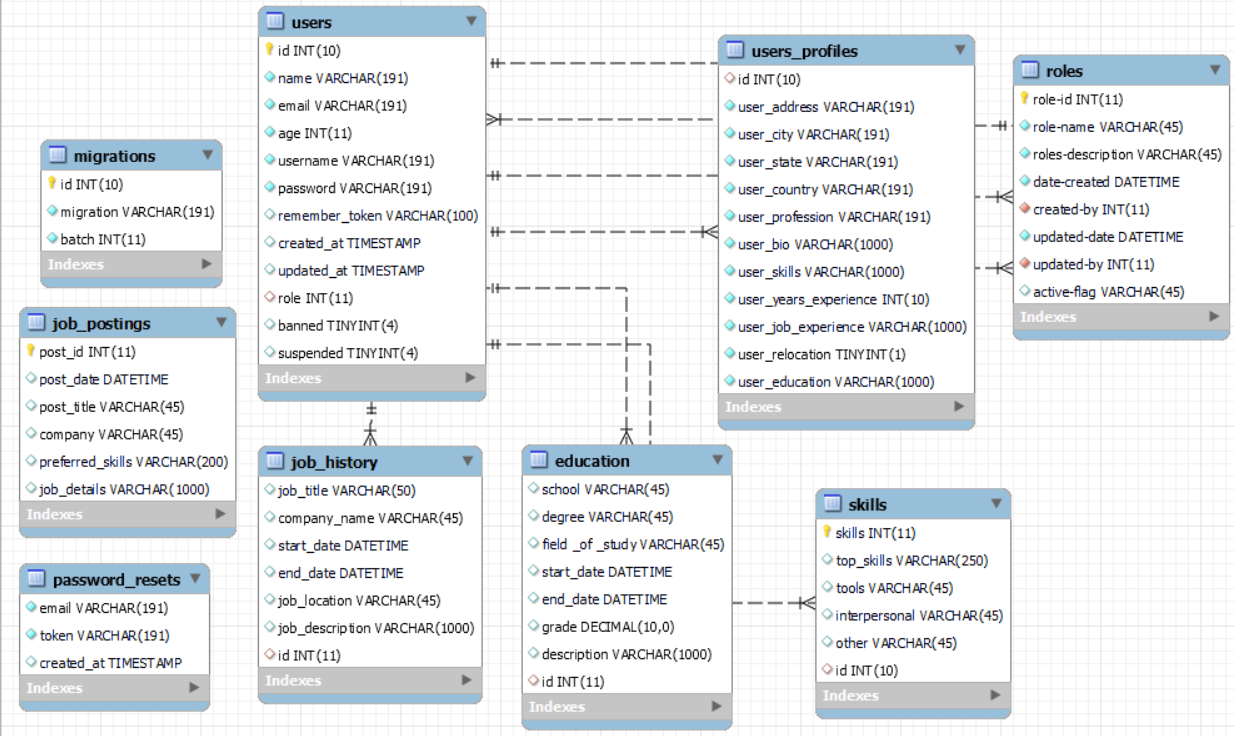 users
id INT(10)
name VARCHAR(191)
email VARCHAR(191)
age INT(11)
username VARCHAR(191)
password VARCHAR(191)
remember_token VARCHAR(100)
created_at TIMESTAMP
updated_at TIMESTAMP
role INT(11)
banned TINYINT(4)
suspended TINYINT(4)
Indexes
users_profiles
id INT(10)
user_address VARCHAR(191)
user_city VARCHAR(191)
user_state VARCHAR(191)
user_country VARCHAR(191)
user_profession VARCHAR(191)
user_bio VARCHAR(1000)
user_skills VARCHAR(1000)
user_years_experience INT(10)
user_job_experience VARCHAR(1000)
user_relocation TINYINT(1)
user_education VARCHAR(1000)
Indexes
roles
role-id INT(11)
role-name VARCHAR(45)
roles-description VARCHAR(45)
date-created DATETIME
created-by INT(11)
updated-date DATETIME
updated-by INT(11)
active-flag VARCHAR(45)
Indexes
migrations
id INT(10)
migration VARCHAR(191)
batch INT(11)
Indexes
job_postings
post_id INT(11)
post_date DATETIME
post_title VARCHAR(45)
company VARCHAR(45)
preferred_skills VARCHAR(200)
job_details VARCHAR(1000)
Indexes
password_resets
email VARCHAR(191)
token VARCHAR(191)
created_at TIMESTAMP
Indexes
job_history
job_title VARCHAR(50)
company_name VARCHAR(45)
start_date DATETIME
end_date DATETIME
job_location VARCHAR(45)
job_description VARCHAR(1000)
id INT(11)
Indexes
education
school VARCHAR(45)
degree VARCHAR(45)
field _of _study VARCHAR(45)
start_date DATETIME
end_date DATETIME
grade DECIMAL(10,0)
description VARCHAR(1000)
id INT(11)
Indexes
skills
skills INT(11)
top_skills VARCHAR(250)
tools VARCHAR(45)
interpersonal VARCHAR(45)
other VARCHAR(45)
id INT(10)
Indexes